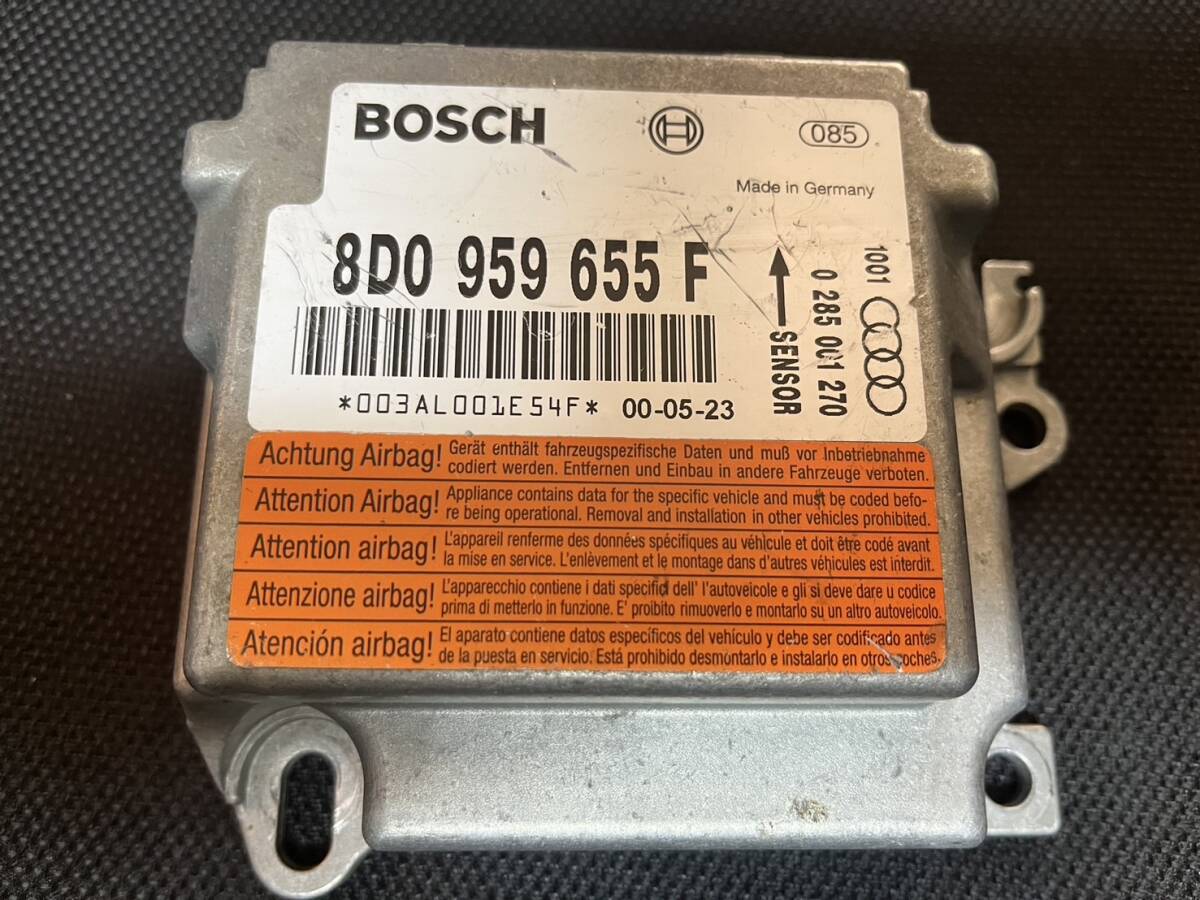 BOSCH
085
Made in Germany
8D0 959 655 F
SENSOR
0 285 001 270
1001
*003AL001E54F* 00-05-23
Achtung Airbag! Gerät enthält fahrzeugspezifische Daten und muß vor Inbetriebnahme
codiert werden. Entfernen und Einbau in andere Fahrzeuge verboten.
Attention Airbag! Appliance contains data for the specific vehicle and must be coded befo-
re being operational. Removal and installation in other vehicles prohibited.
Attention airbag! L'appareil renferme des données spécifiques au véhicule et doit être codé avant
la mise en service. L'enlèvement et le montage dans d'autres véhicules est interdit.
Attenzione airbag! L'apparecchio contiene i dati specifici dell' l'autoveicole e gli si deve dare u codice
prima di metterlo in funzione. E' proibito rimuoverlo e montarlo su un altro autoveicolo.
Atención airbag! El aparato contiene datos específicos del vehículo y debe ser codificado antes
de la puesta en servicio. Está prohibido desmontarlo e instalarlo en otros coches.